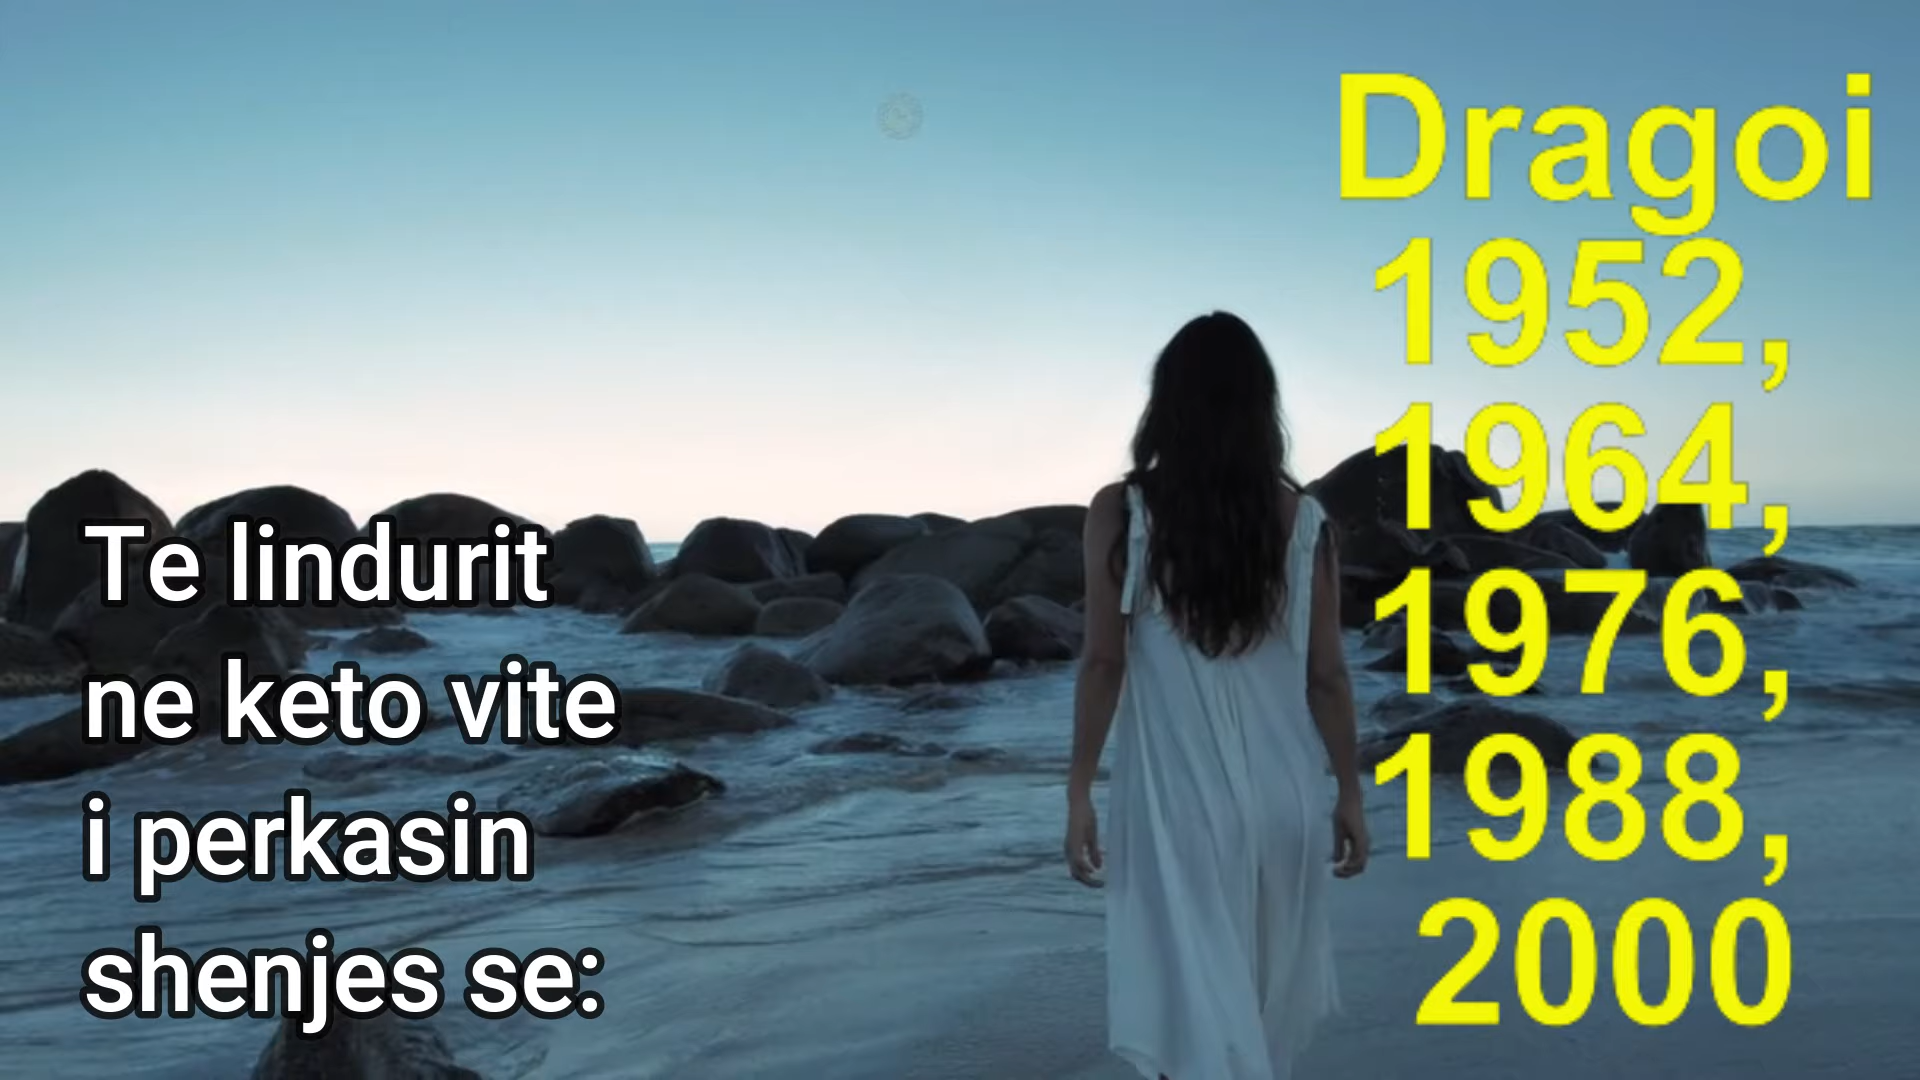 Te lindurit
ne keto vite
i perkasin
shenjes se:
Dragoi
1952,
1964,
1976,
1988,
2000